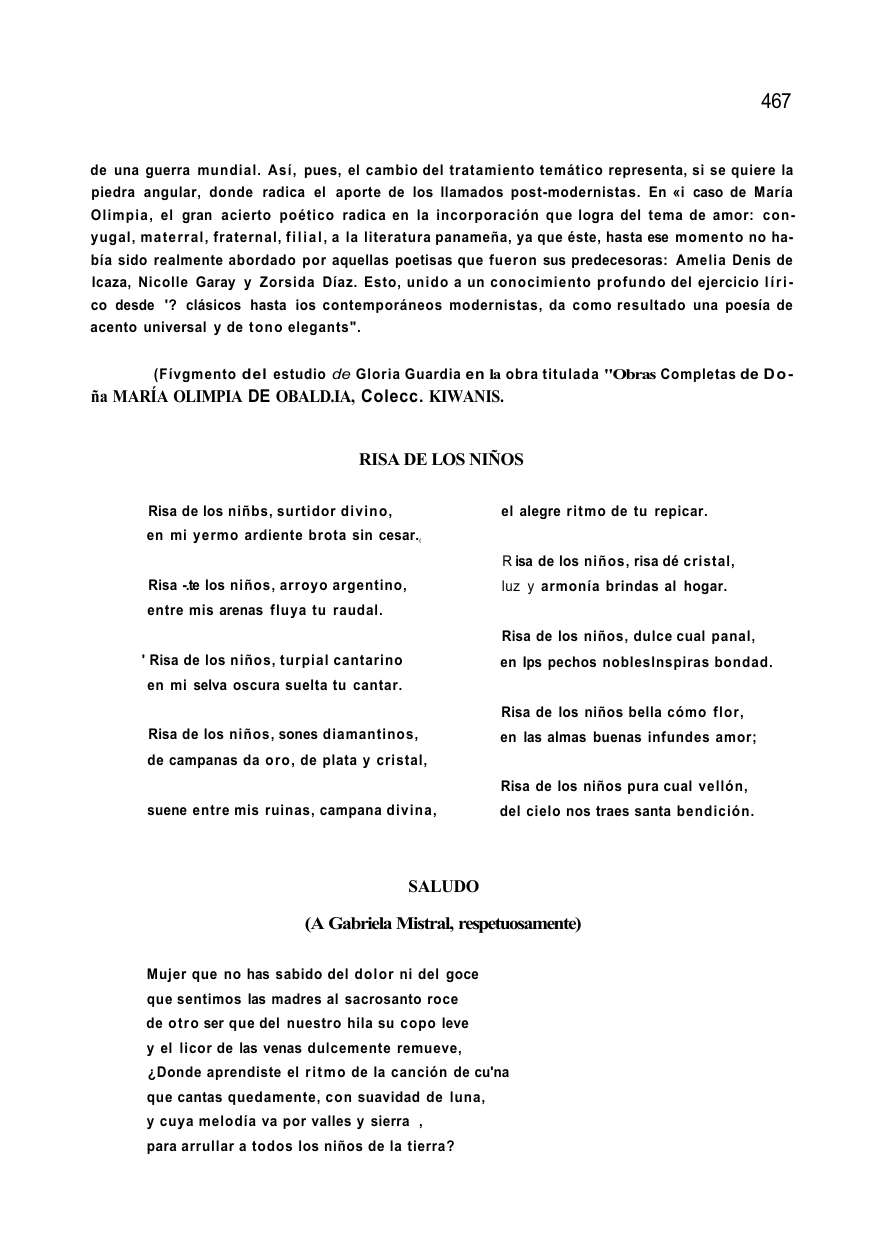 467
de una guerra mundial. Así, pues, el cambio del tratamiento temático representa, si se quiere la
piedra angular, donde radica el aporte de los llamados post-modernistas. En «i caso de María
Olimpia, el gran acierto poético radica en la incorporación que logra del tema de amor: con-
yugal, materral, fraternal, filial, a la literatura panameña, ya que éste, hasta ese momento no ha-
bía sido realmente abordado por aquellas poetisas que fueron sus predecesoras: Amelia Denis de
Icaza, Nicolle Garay y Zorsida Díaz. Esto, unido a un conocimiento profundo del ejercicio líri-
co desde '? clásicos hasta ios contemporáneos modernistas, da como resultado una poesía de
acento universal y de tono elegants".
(Fívgmento del estudio de Gloria Guardia en la obra titulada "Obras Completas de Do-
ña MARÍA OLIMPIA DE OBALD.IA, Colecc. KIWANIS.
RISA DE LOS NIÑOS
Risa de los niñbs, surtidor divino,
en mi yermo ardiente brota sin cesar.
Risa -.te los niños, arroyo argentino,
entre mis arenas fluya tu raudal.
' Risa de los niños, turpial cantarino
en mi selva oscura suelta tu cantar.
Risa de los niños, sones diamantinos,
de campanas da oro, de plata y cristal,
suene entre mis ruinas, campana divina,
el alegre ritmo de tu repicar.
R isa de los niños, risa dé cristal,
luz y armonía brindas al hogar.
Risa de los niños, dulce cual panal,
en Ips pechos noblesInspiras bondad.
Risa de los niños bella cómo flor,
en las almas buenas infundes amor;
Risa de los niños pura cual vellón,
del cielo nos traes santa bendición.
SALUDO
(A Gabriela Mistral, respetuosamente)
Mujer que no has sabido del dolor ni del goce
que sentimos las madres al sacrosanto roce
de otro ser que del nuestro hila su copo leve
y el licor de las venas dulcemente remueve,
¿Donde aprendiste el ritmo de la canción de cu'na
que cantas quedamente, con suavidad de luna,
y cuya melodía va por valles y sierra ,
para arrullar a todos los niños de la tierra?